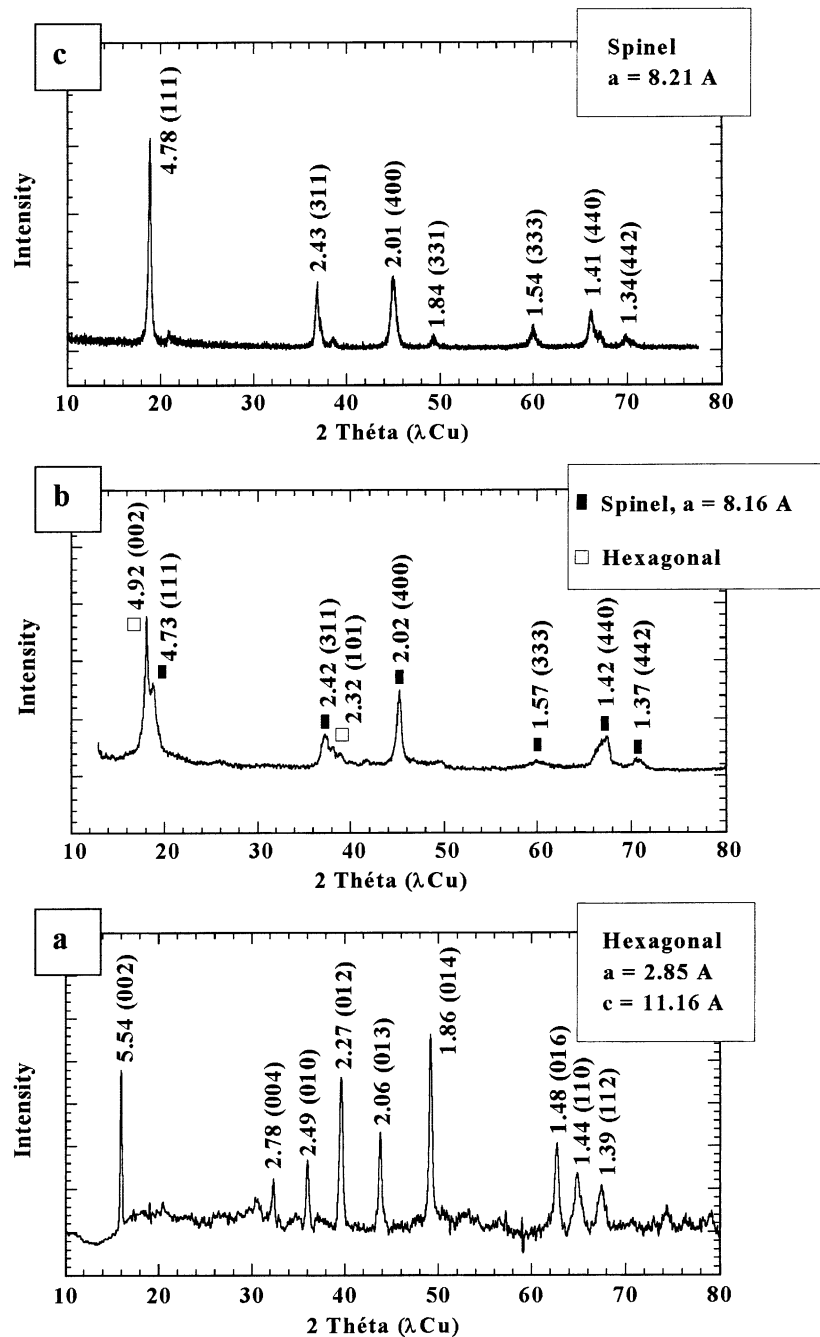 c
Spinel
a = 8.21 A
4.78 (111)
2.43 (311)
2.01 (400)
1.84 (331)
1.54 (333)
1.41 (440)
1.34(442)
Intensity
10 20 30 40 50 60 70 80
2 Théta (λCu)
b
Spinel, a = 8.16 A
Hexagonal
4.92 (002)
4.73 (111)
2.42 (311)
2.32 (101)
2.02 (400)
1.57 (333)
1.42 (440)
1.37 (442)
Intensity
10 20 30 40 50 60 70 80
2 Théta (λCu)
a
Hexagonal
a = 2.85 A
c = 11.16 A
5.54 (002)
2.78 (004)
2.49 (010)
2.27 (012)
2.06 (013)
1.86 (014)
1.48 (016)
1.44 (110)
1.39 (112)
Intensity
10 20 30 40 50 60 70 80
2 Théta (λCu)